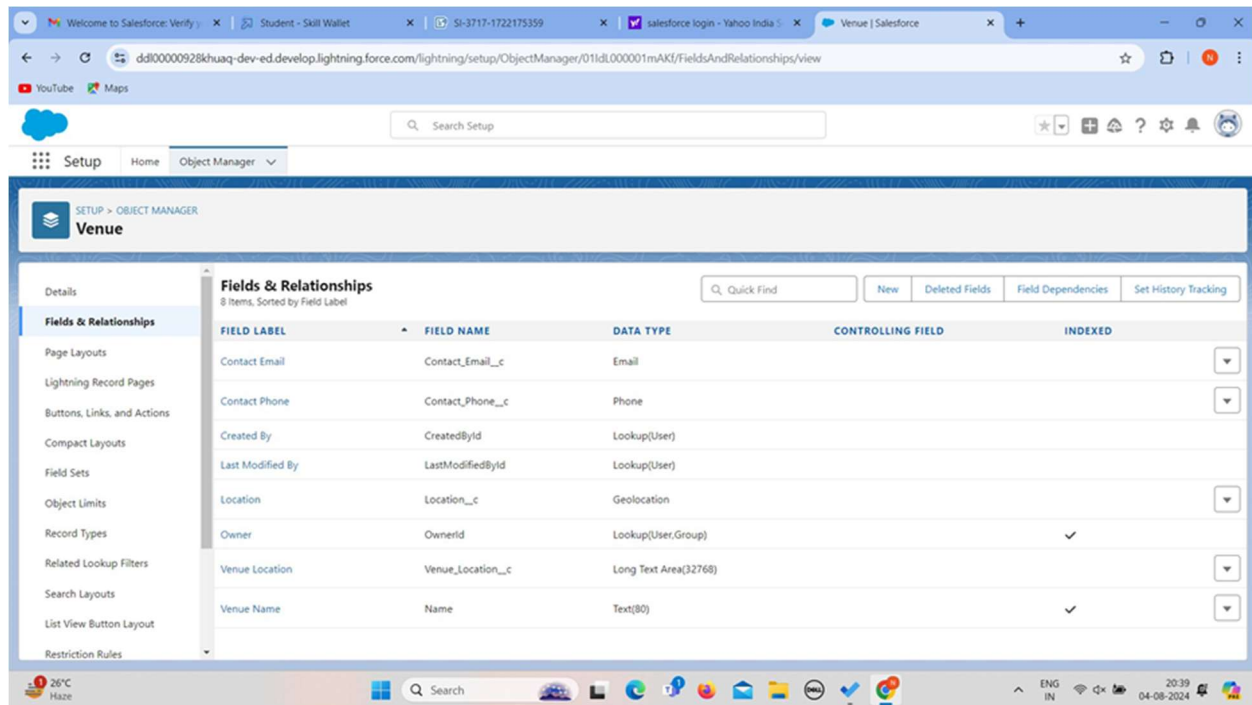 Welcome to Salesforce: Verify y
Student - Skill Wallet
SI-3717-1722175359
salesforce login - Yahoo India S
Venue | Salesforce
ddl00000928khuaq-dev-ed.develop.lightning.force.com/lightning/setup/ObjectManager/01IdL000001mAKf/FieldsAndRelationships/view
N
YouTube
Maps
Search Setup
Setup
Home
Object Manager
SETUP > OBJECT MANAGER
Venue
Details
Fields & Relationships
Page Layouts
Lightning Record Pages
Buttons, Links, and Actions
Compact Layouts
Field Sets
Object Limits
Record Types
Related Lookup Filters
Search Layouts
List View Button Layout
Restriction Rules
Fields & Relationships
8 Items, Sorted by Field Label
Quick Find
New
Deleted Fields
Field Dependencies
Set History Tracking
FIELD LABEL FIELD NAME DATA TYPE CONTROLLING FIELD INDEXED
Contact Email Contact_Email__c Email
Contact Phone Contact_Phone__c Phone
Created By CreatedById Lookup(User)
Last Modified By LastModifiedById Lookup(User)
Location Location__c Geolocation
Owner OwnerId Lookup(User,Group)
Venue Location Venue_Location__c Long Text Area(32768)
Venue Name Name Text(80)
1
26°C
Haze
Search
1
DELL
ENG
IN
20:39
04-08-2024